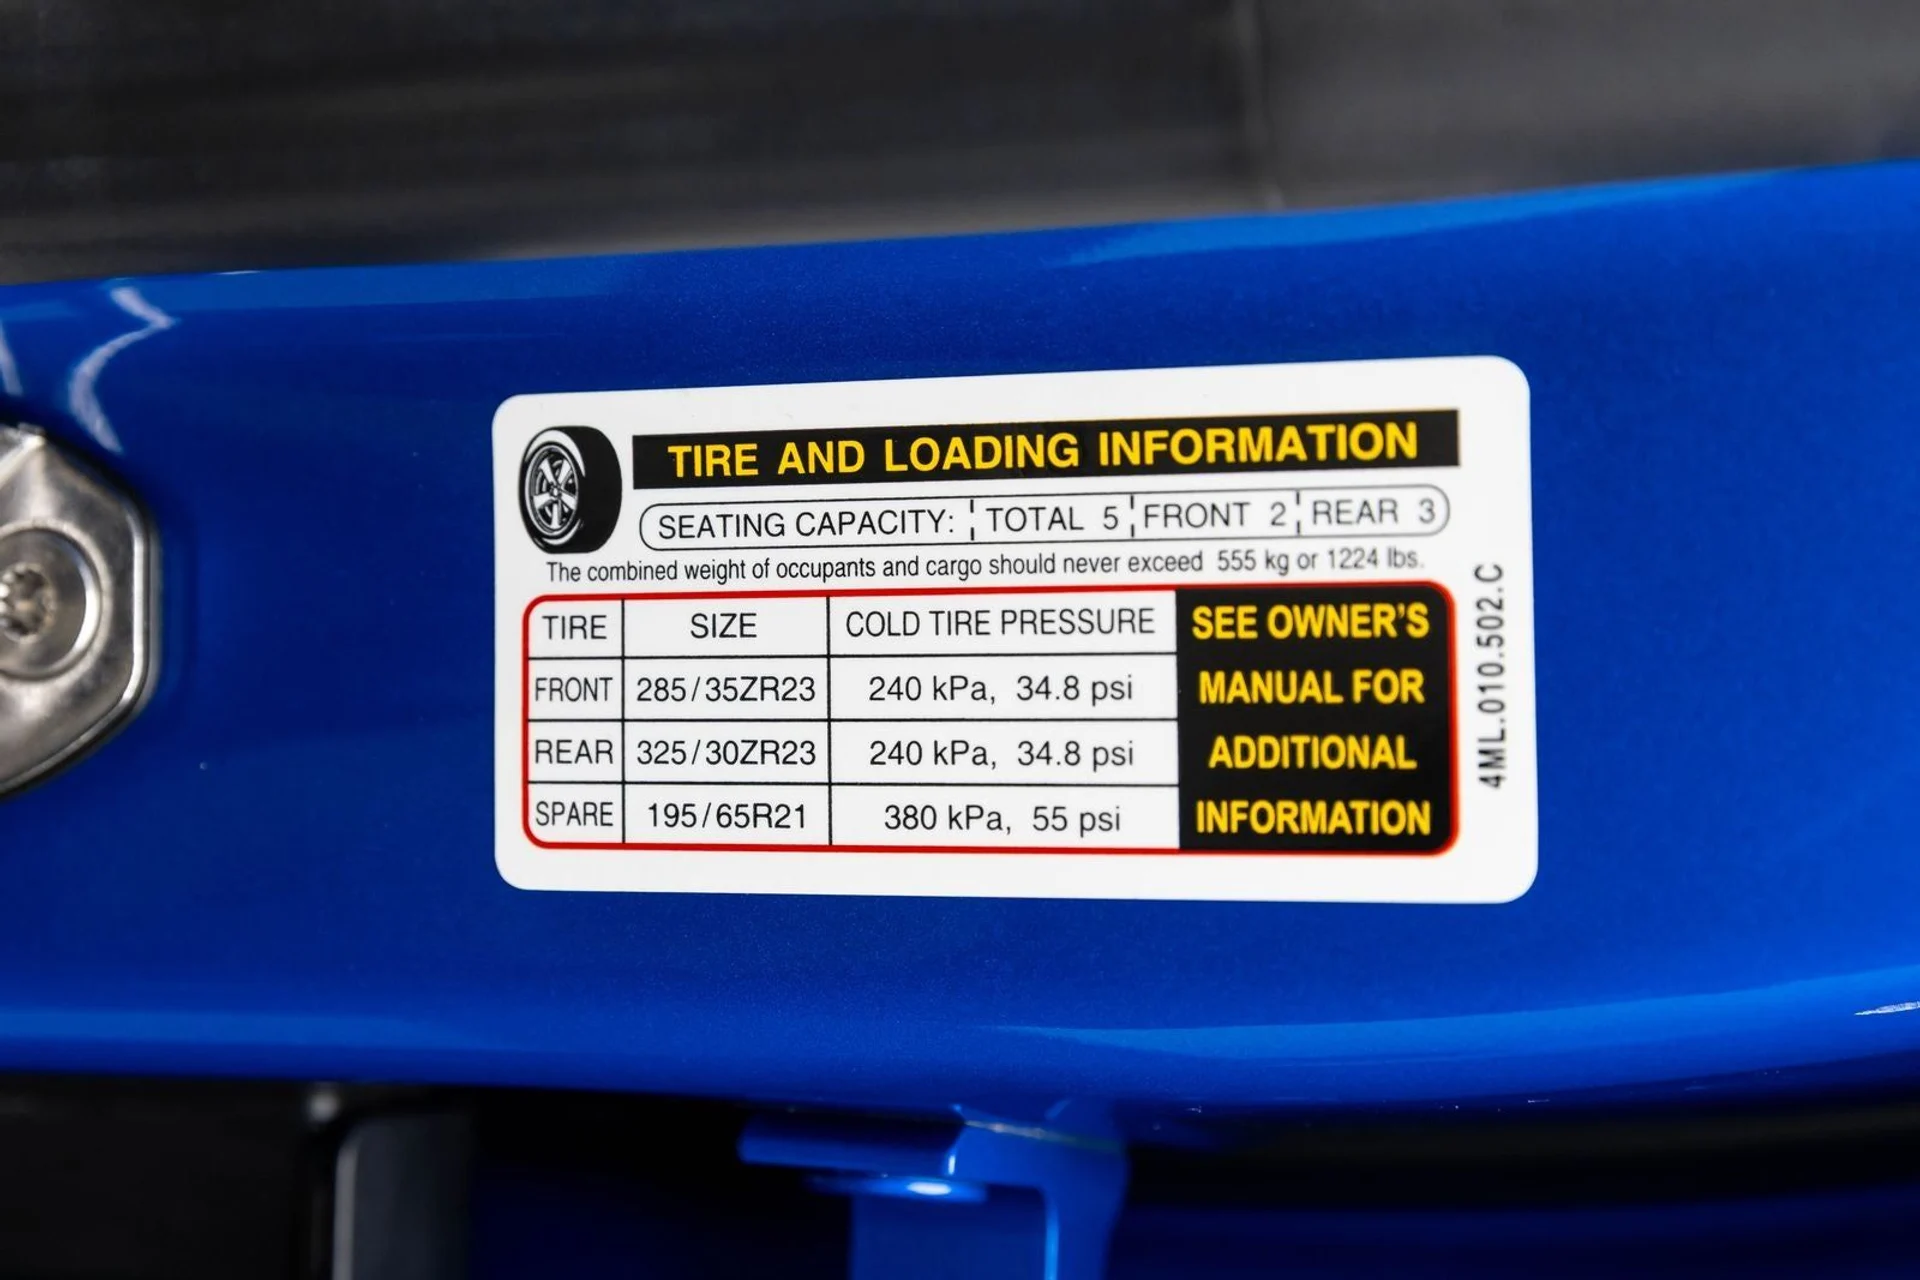 TIRE AND LOADING INFORMATION
SEATING CAPACITY: TOTAL 5 FRONT 2 REAR 3
The combined weight of occupants and cargo should never exceed 555 kg or 1224 lbs.
TIRE SIZE COLD TIRE PRESSURE
FRONT 285/35ZR23 240 kPa, 34.8 psi
REAR 325/30ZR23 240 kPa, 34.8 psi
SPARE 195/65R21 380 kPa, 55 psi
SEE OWNER'S
MANUAL FOR
ADDITIONAL
INFORMATION
4ML.010.502.C